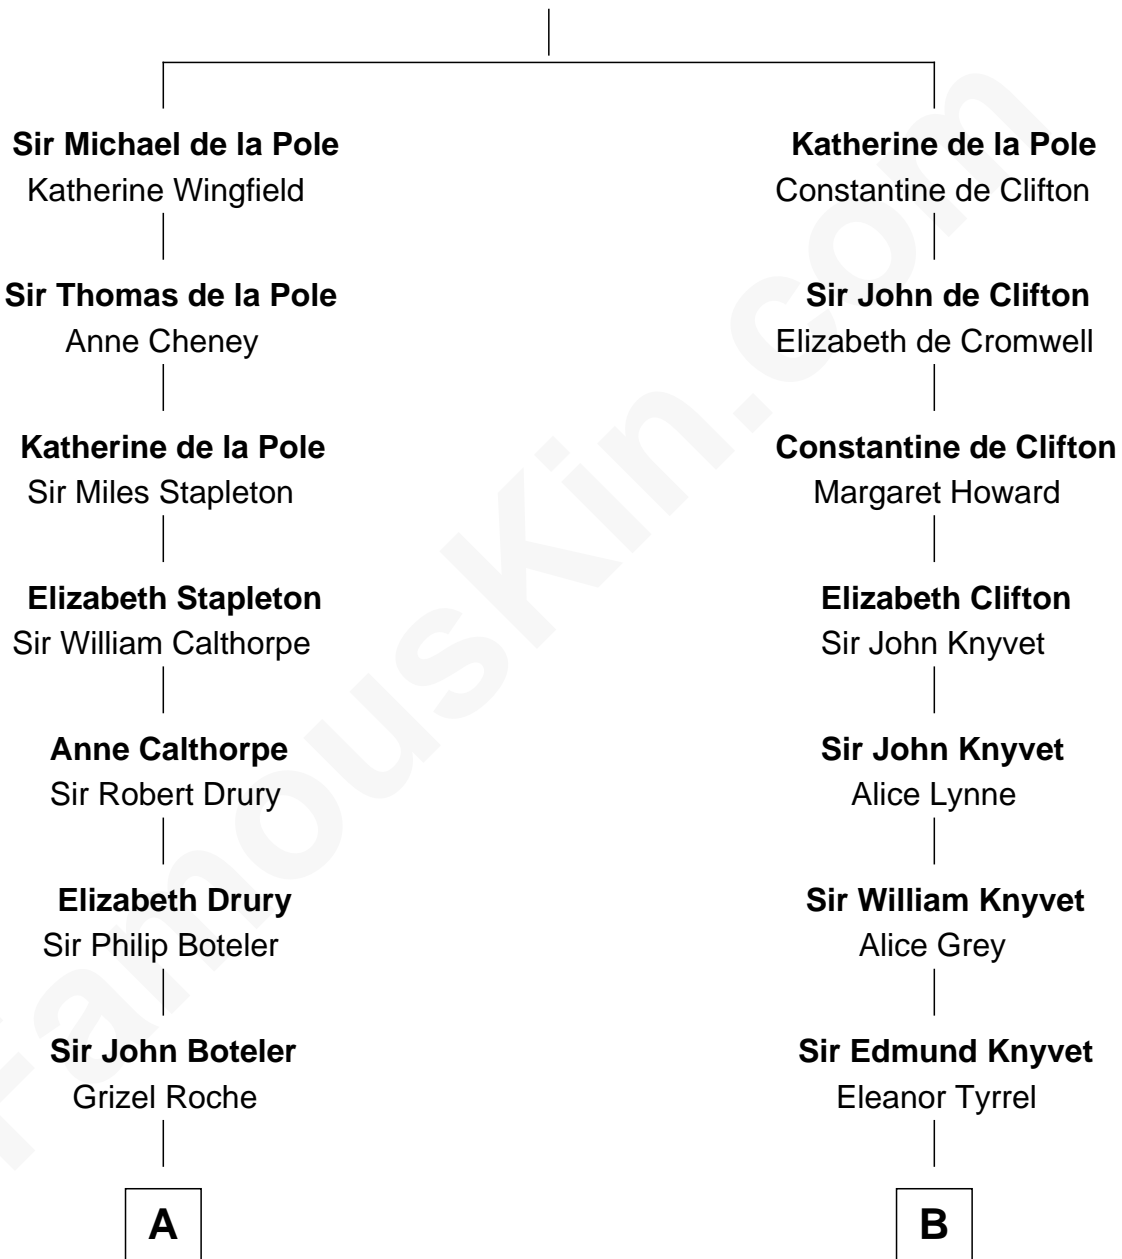 Sir Michael de la Pole
Katherine Wingfield
Sir Thomas de la Pole
Anne Cheney
Katherine de la Pole
Sir Miles Stapleton
Elizabeth Stapleton
Sir William Calthorpe
Anne Calthorpe
Sir Robert Drury
Elizabeth Drury
Sir Philip Boteler
Sir John Boteler
Grizel Roche
A
Katherine de la Pole
Constantine de Clifton
Sir John de Clifton
Elizabeth de Cromwell
Constantine de Clifton
Margaret Howard
Elizabeth Clifton
Sir John Knyvet
Sir John Knyvet
Alice Lynne
Sir William Knyvet
Alice Grey
Sir Edmund Knyvet
Eleanor Tyrrel
B
FamousKin.com